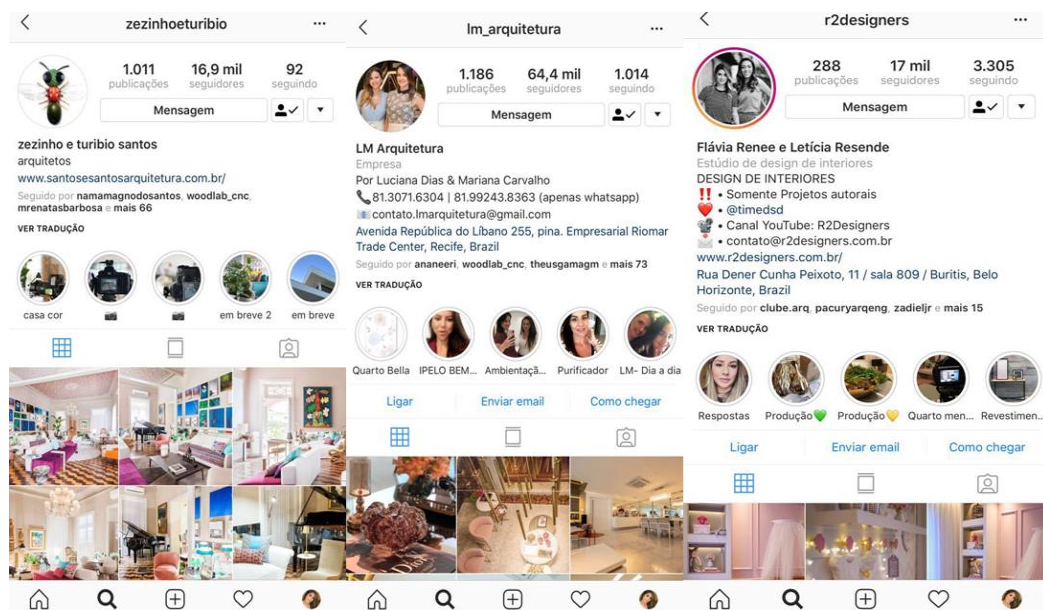 zezinhoeturibio
1.011 16,9 mil 92
publicações seguidores seguindo
Mensagem
zezinho e turibio santos
arquitetos
www.santosesantosarquitetura.com.br/
Seguido por namamagnodosantos, woodlab_cnc,
mrenatasbarbosa e mais 66
VER TRADUÇÃO
casa cor em breve 2 em breve
lm_arquitetura
1.186 64,4 mil 1.014
publicações seguidores seguindo
Mensagem
LM Arquitetura
Empresa
Por Luciana Dias & Mariana Carvalho
📞81.3071.6304 | 81.99243.8363 (apenas whatsapp)
📧contato.lmarquitetura@gmail.com
Avenida República do Líbano 255, pina. Empresarial Riomar
Trade Center, Recife, Brazil
Seguido por ananeeri, woodlab_cnc, theusgamagm e mais 73
VER TRADUÇÃO
Quarto Bella IPELO BEM... Ambientaçã... Purificador LM- Dia a dia
Ligar Enviar email Como chegar
Dior
r2designers
288 17 mil 3.305
publicações seguidores seguindo
Mensagem
Flávia Renee e Letícia Resende
Estúdio de design de interiores
DESIGN DE INTERIORES
‼️ • Somente Projetos autorais
❤️ • @timedsd
📽 • Canal YouTube: R2Designers
📩 • contato@r2designers.com.br
www.r2designers.com.br/
Rua Dener Cunha Peixoto, 11 / sala 809 / Buritis, Belo
Horizonte, Brazil
Seguido por clube.arq, pacuryarqeng, zadieljr e mais 15
VER TRADUÇÃO
Respostas Produção💚 Produção💛 Quarto men... Revestimen...
Ligar Enviar email Como chegar